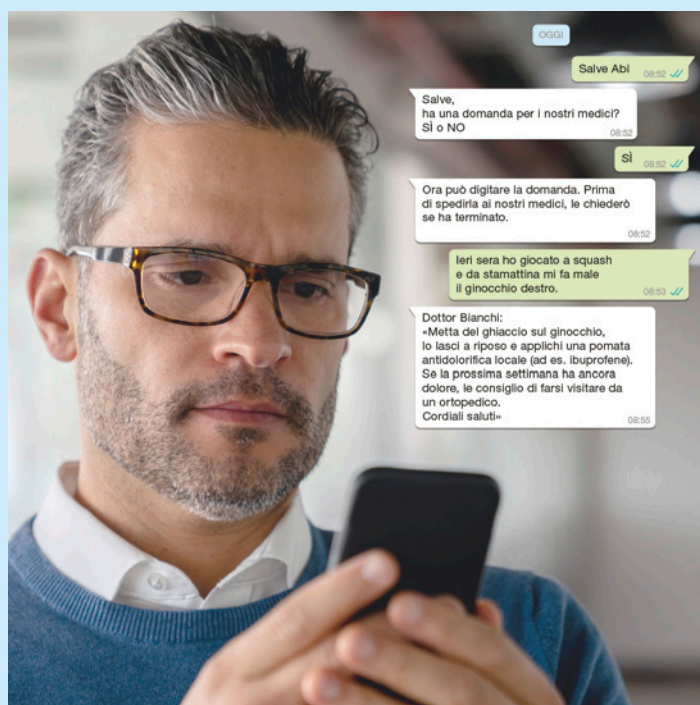 OGGI
Salve Abi
08:52
Salve,
ha una domanda per i nostri medici?
SÌ o NO
08:52
SÌ
08:52
Ora può digitare la domanda. Prima
di spedirla ai nostri medici, le chiederò
se ha terminato.
08:52
Ieri sera ho giocato a squash
e da stamattina mi fa male
il ginocchio destro.
08:53
Dottor Bianchi:
«Metta del ghiaccio sul ginocchio,
lo lasci a riposo e applichi una pomata
antidolorifica locale (ad es. ibuprofene).
Se la prossima settimana ha ancora
dolore, le consiglio di farsi visitare da
un ortopedico.
Cordiali saluti»
08:55